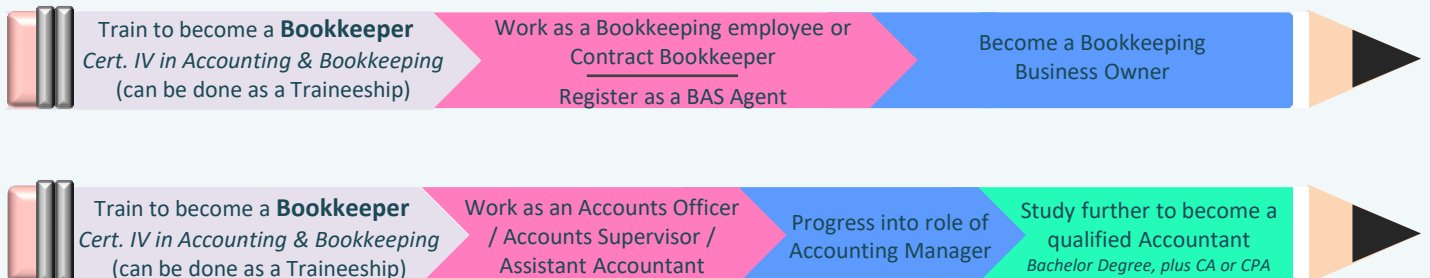 Train to become a Bookkeeper
Cert. IV in Accounting & Bookkeeping
(can be done as a Traineeship)
Work as a Bookkeeping employee or
Contract Bookkeeper
Register as a BAS Agent
Become a Bookkeeping
Business Owner
Train to become a Bookkeeper
Cert. IV in Accounting & Bookkeeping
(can be done as a Traineeship)
Work as an Accounts Officer
/ Accounts Supervisor /
Assistant Accountant
Progress into role of
Accounting Manager
Study further to become a
qualified Accountant
Bachelor Degree, plus CA or CPA